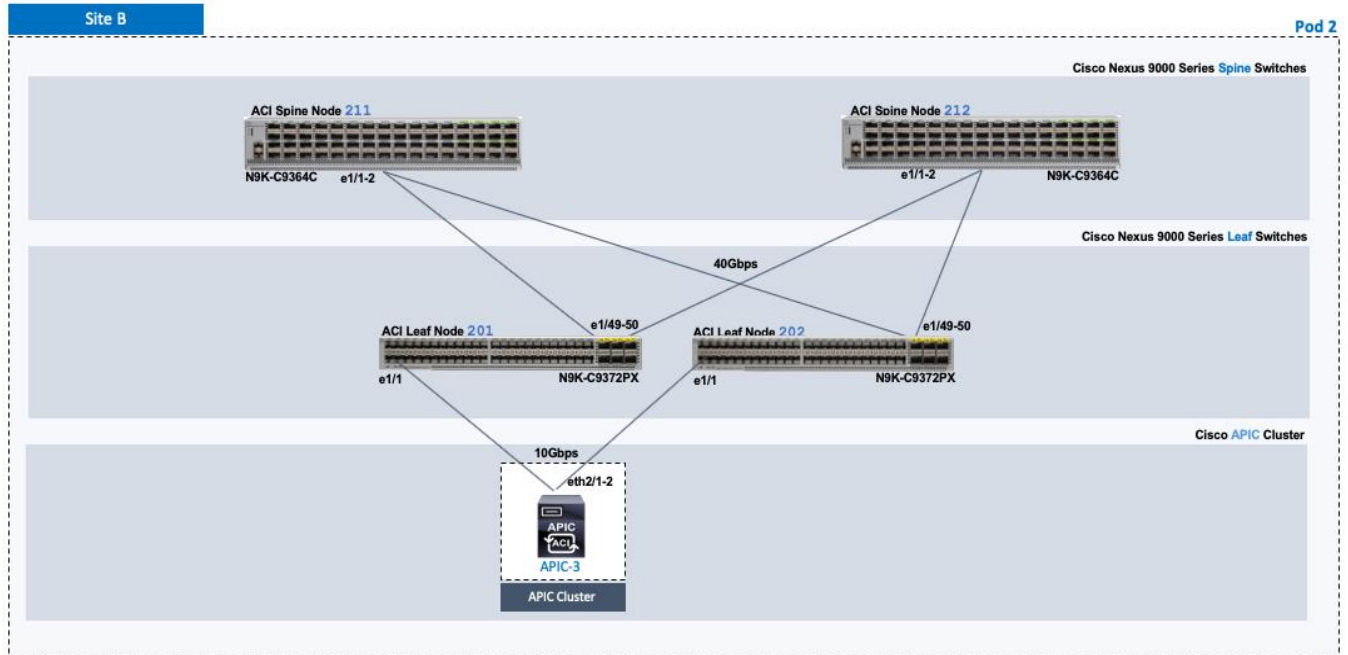 Site B
Pod 2
Cisco Nexus 9000 Series Spine Switches
ACI Spine Node 211
ACI Spine Node 212
N9K-C9364C e1/1-2
e1/1-2 N9K-C9364C
Cisco Nexus 9000 Series Leaf Switches
40Gbps
ACI Leaf Node 201 e1/49-50
ACI Leaf Node 202 e1/49-50
e1/1 N9K-C9372PX
e1/1 N9K-C9372PX
Cisco APIC Cluster
10Gbps
eth2/1-2
APIC
ACI
APIC-3
APIC Cluster